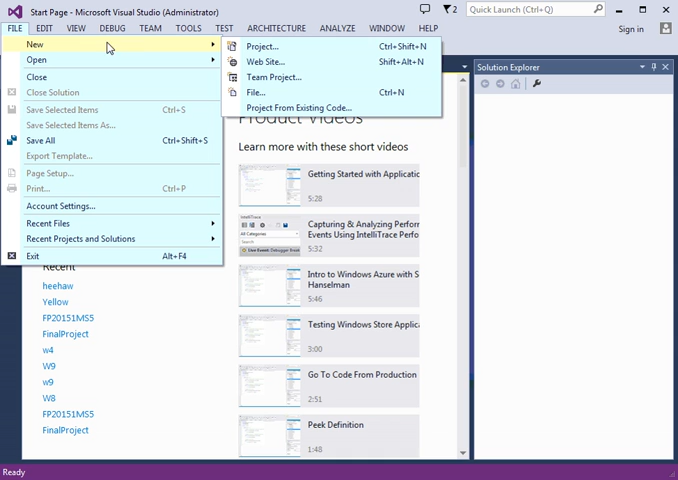 Start Page - Microsoft Visual Studio (Administrator)
2
Quick Launch (Ctrl+Q)
FILE EDIT VIEW DEBUG TEAM TOOLS TEST ARCHITECTURE ANALYZE WINDOW HELP
Sign in
New
Open
Close
Close Solution
Save Selected Items Ctrl+S
Save Selected Items As...
Save All Ctrl+Shift+S
Export Template...
Page Setup...
Print... Ctrl+P
Account Settings...
Recent Files
Recent Projects and Solutions
Exit Alt+F4
Project... Ctrl+Shift+N
Web Site... Shift+Alt+N
Team Project...
File... Ctrl+N
Project From Existing Code...
Solution Explorer
Product Videos
Learn more with these short videos
Getting Started with Applicatio
5:28
Capturing & Analyzing Perforn
Events Using IntelliTrace Perfo
5:32
Intro to Windows Azure with S
Hanselman
5:46
Testing Windows Store Applica
3:00
Go To Code From Production
2:51
Peek Definition
1:48
Recent
heehaw
Yellow
FP20151MS5
FinalProject
w4
W9
w9
W8
FP20151MS5
FinalProject
Ready